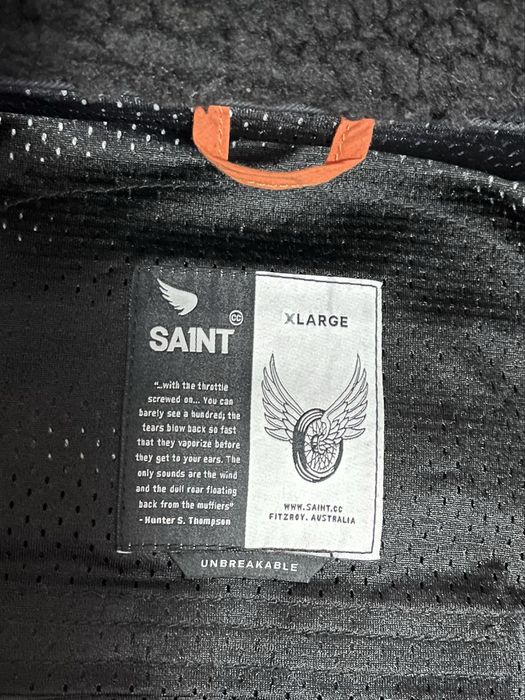 CC
SA1NT
"...with the throttle
screwed on... You can
barely see a hundred; the
tears blow back so fast
that they vaporize before
they get to your ears. The
only sounds are the wind
and the dull roar floating
back from the mufflers"
- Hunter S. Thompson
XLARGE
WWW.SAINT.CC
FITZROY. AUSTRALIA
UNBREAKABLE